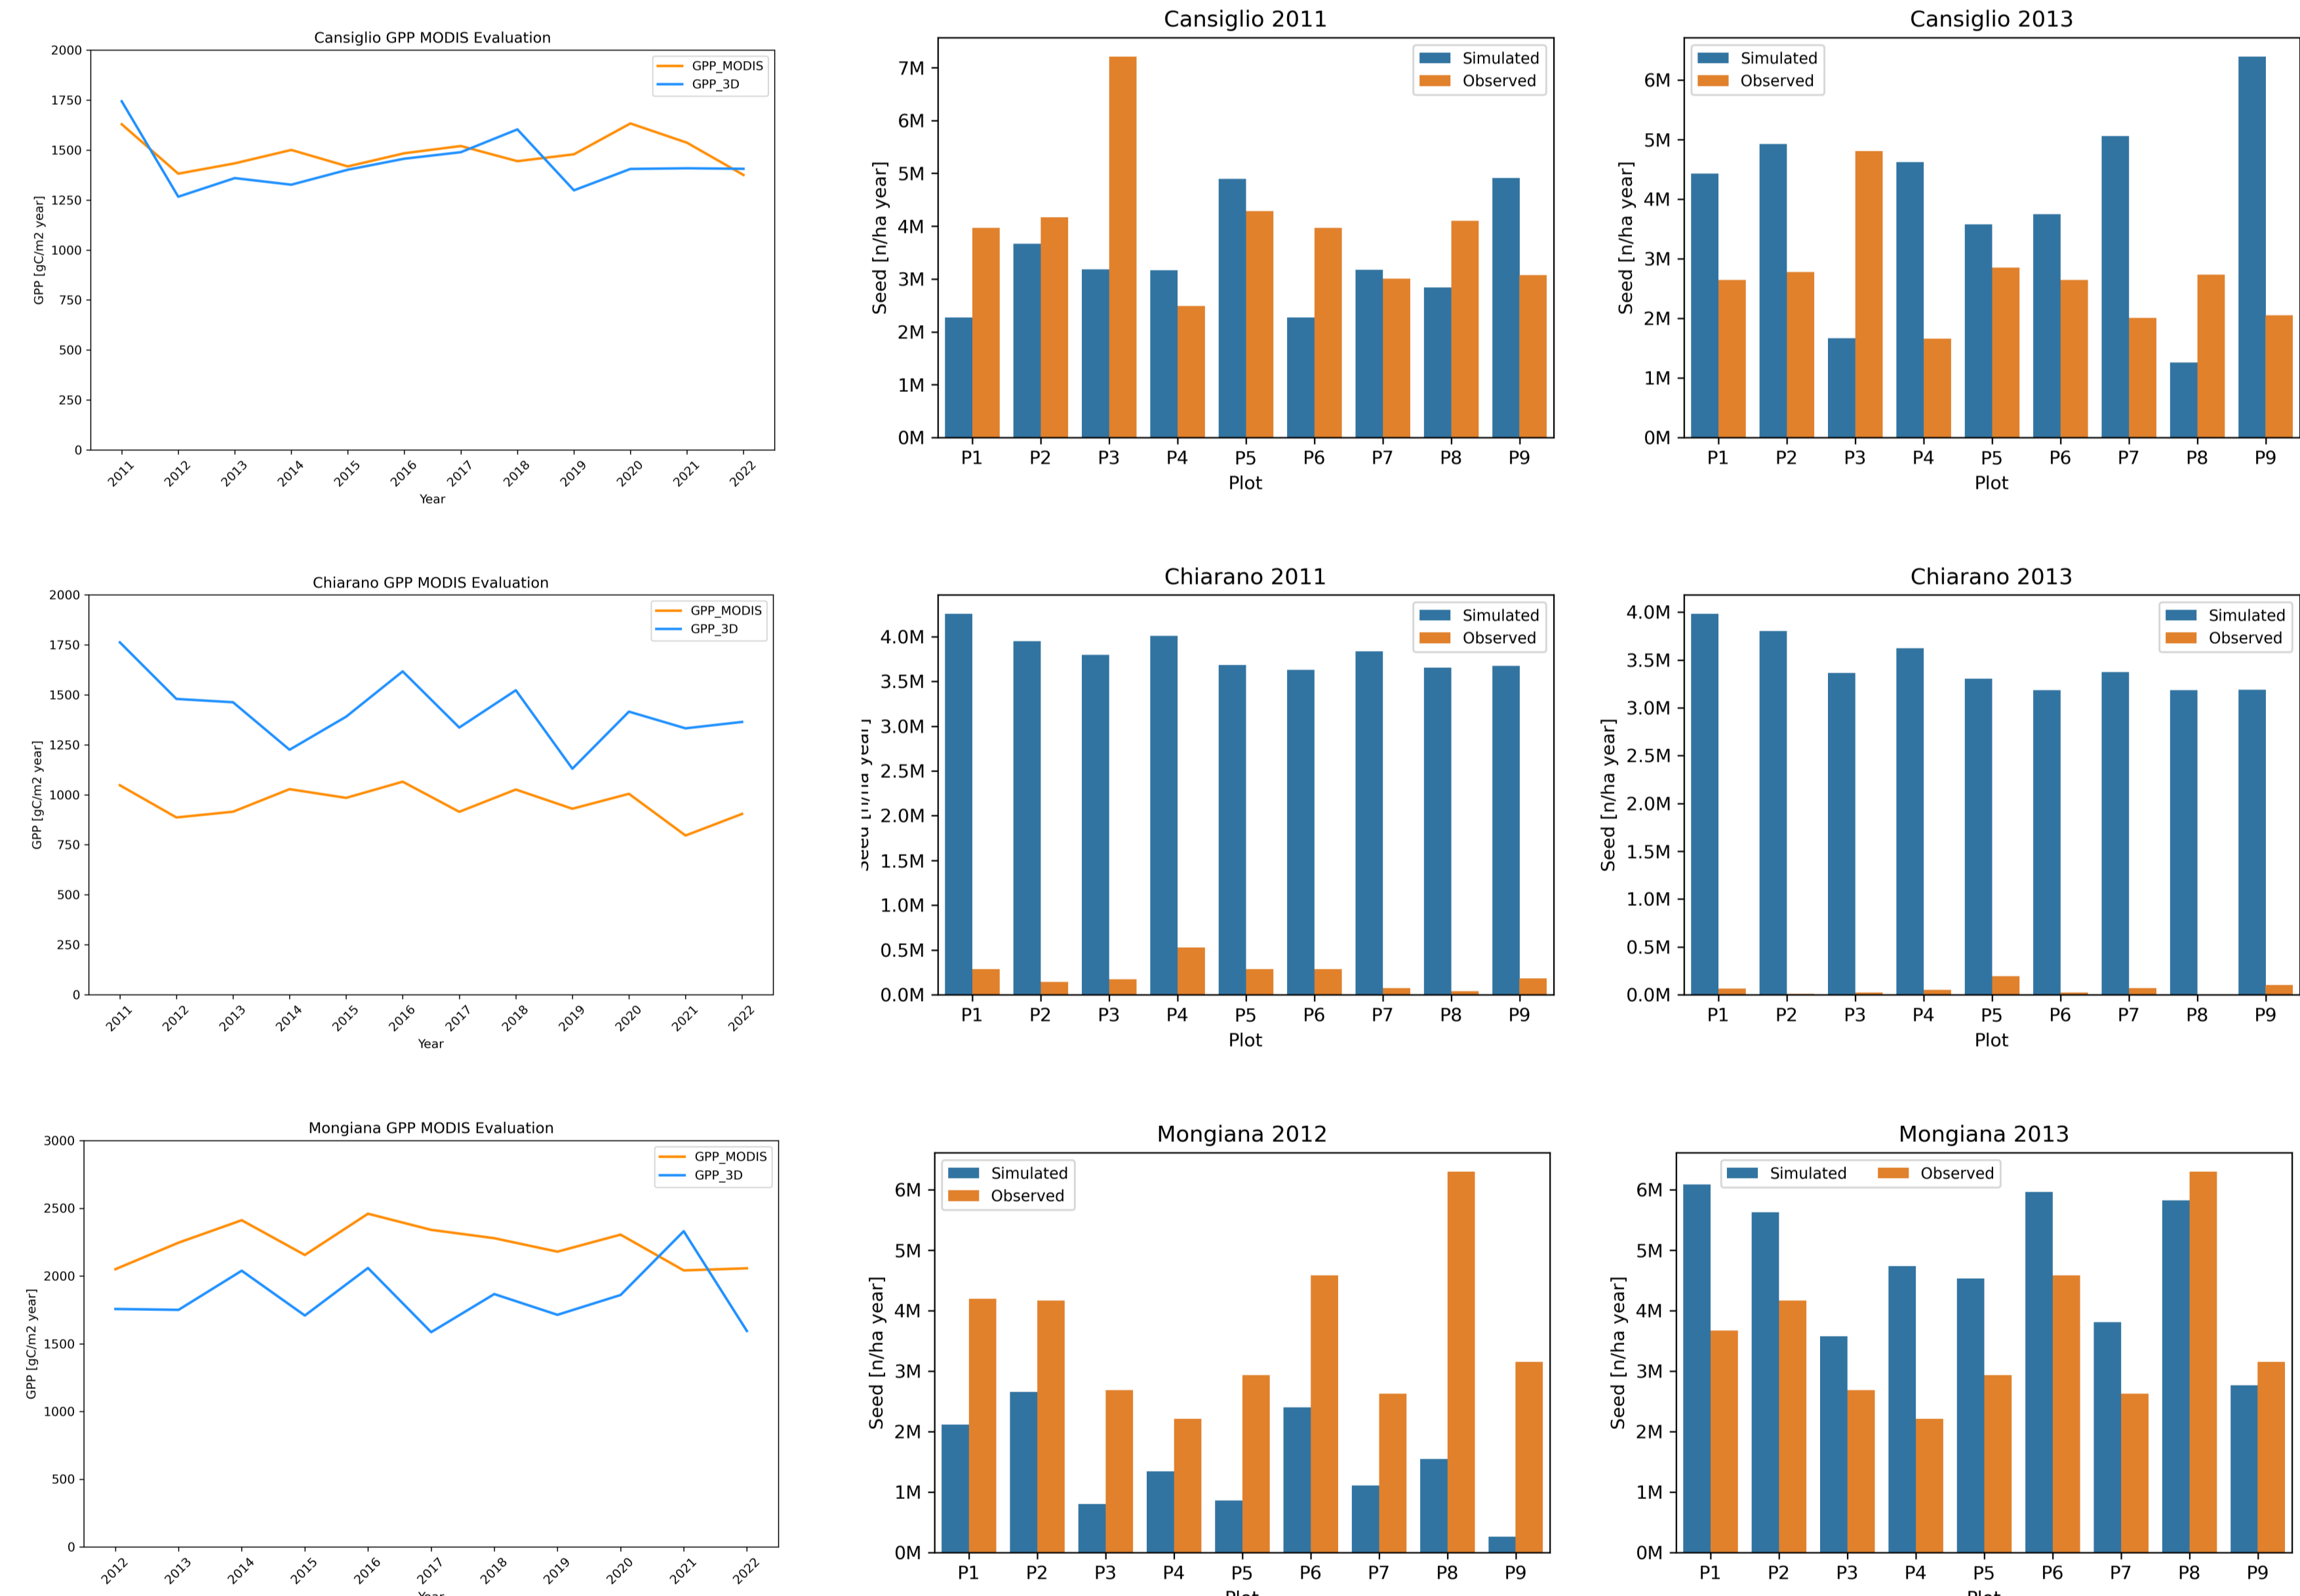 Cansiglio GPP MODIS Evaluation
GPP_MODIS
GPP_3D
2000
1750
1500
1250
1000
750
500
250
0
GPP [gC/m2 year]
2011 2012 2013 2014 2015 2016 2017 2018 2019 2020 2021 2022
Year
Cansiglio 2011
Simulated
Observed
7M
6M
5M
4M
3M
2M
1M
0M
Seed [n/ha year]
P1 P2 P3 P4 P5 P6 P7 P8 P9
Plot
Cansiglio 2013
Simulated
Observed
6M
5M
4M
3M
2M
1M
0M
Seed [n/ha year]
P1 P2 P3 P4 P5 P6 P7 P8 P9
Plot
Chiarano GPP MODIS Evaluation
GPP_MODIS
GPP_3D
2000
1750
1500
1250
1000
750
500
250
0
GPP [gC/m2 year]
2011 2012 2013 2014 2015 2016 2017 2018 2019 2020 2021 2022
Year
Chiarano 2011
Simulated
Observed
4.0M
3.5M
3.0M
2.5M
2.0M
1.5M
1.0M
0.5M
0.0M
Seed [n/ha year]
P1 P2 P3 P4 P5 P6 P7 P8 P9
Plot
Chiarano 2013
Simulated
Observed
4.0M
3.5M
3.0M
2.5M
2.0M
1.5M
1.0M
0.5M
0.0M
Seed [n/ha year]
P1 P2 P3 P4 P5 P6 P7 P8 P9
Plot
Mongiana GPP MODIS Evaluation
GPP_MODIS
GPP_3D
3000
2500
2000
1500
1000
500
0
GPP [gC/m2 year]
2012 2013 2014 2015 2016 2017 2018 2019 2020 2021 2022
Year
Mongiana 2012
Simulated
Observed
6M
5M
4M
3M
2M
1M
0M
Seed [n/ha year]
P1 P2 P3 P4 P5 P6 P7 P8 P9
Plot
Mongiana 2013
Simulated Observed
6M
5M
4M
3M
2M
1M
0M
Seed [n/ha year]
P1 P2 P3 P4 P5 P6 P7 P8 P9
Plot